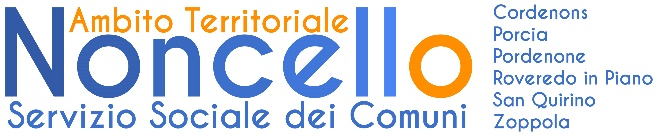 Ambito Territoriale
Noncello
Servizio Sociale dei Comuni
Cordenons
Porcia
Pordenone
Roveredo in Piano
San Quirino
Zoppola